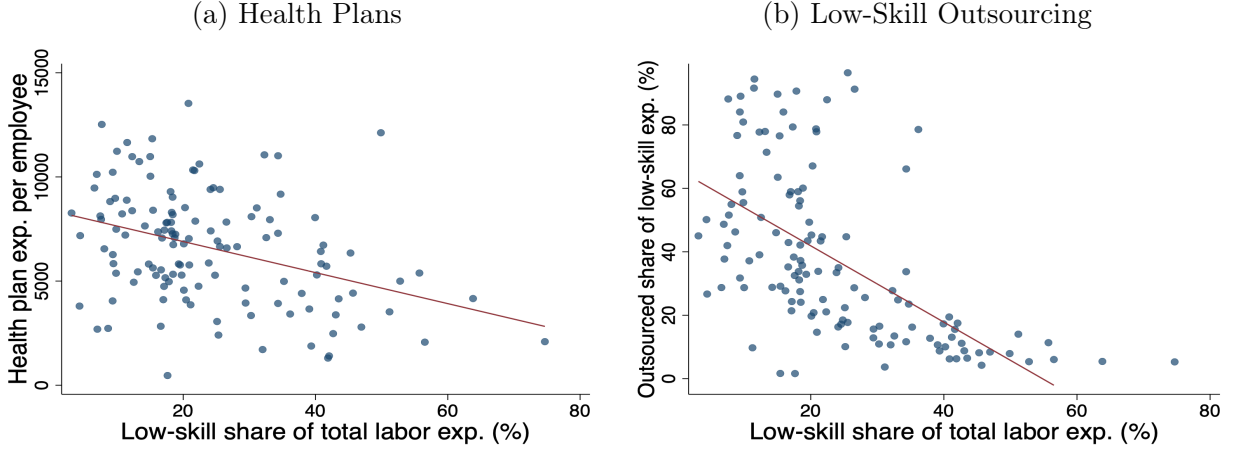 (a) Health Plans
Health plan exp. per employee
15000
10000
5000
0
20
40
60
80
Low-skill share of total labor exp. (%)
(b) Low-Skill Outsourcing
Outsourced share of low-skill exp. (%)
80
60
40
20
0
20
40
60
80
Low-skill share of total labor exp. (%)